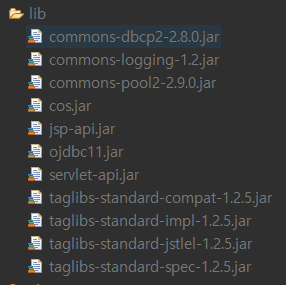 lib
commons-dbcp2-2.8.0.jar
commons-logging-1.2.jar
commons-pool2-2.9.0.jar
cos.jar
jsp-api.jar
ojdbc11.jar
servlet-api.jar
taglibs-standard-compat-1.2.5.jar
taglibs-standard-impl-1.2.5.jar
taglibs-standard-jstlel-1.2.5.jar
taglibs-standard-spec-1.2.5.jar